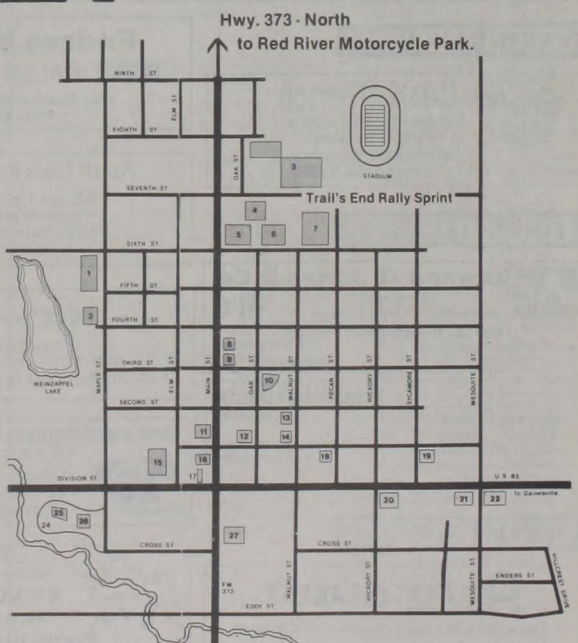 Hwy. 373 - North
to Red River Motorcycle Park.
NINTH ST
ELM ST
EIGHTH ST
OAK ST
3
STADIUM
SEVENTH ST
Trail's End Rally Sprint
4
5
6
7
SIXTH ST
1
FIFTH ST
2
FOURTH ST
8
9
THIRD ST
WEINZAPFEL
LAKE
MAPLE ST
ELM ST
MAIN ST
OAK ST
10
WALNUT ST
PECAN ST
HICKORY ST
SYCAMORE ST
MESQUITE ST
SECOND ST
13
11
12
14
15
16
18
19
17
DIVISION ST
U.S. 82
To Gainesville
20
21
22
25
26
24
27
CROSS ST
CROSS ST
WALNUT ST
HICKORY ST
MESQUITE ST
ENDERS ST
HILLCREST DRIVE
FM
373
EDDY ST